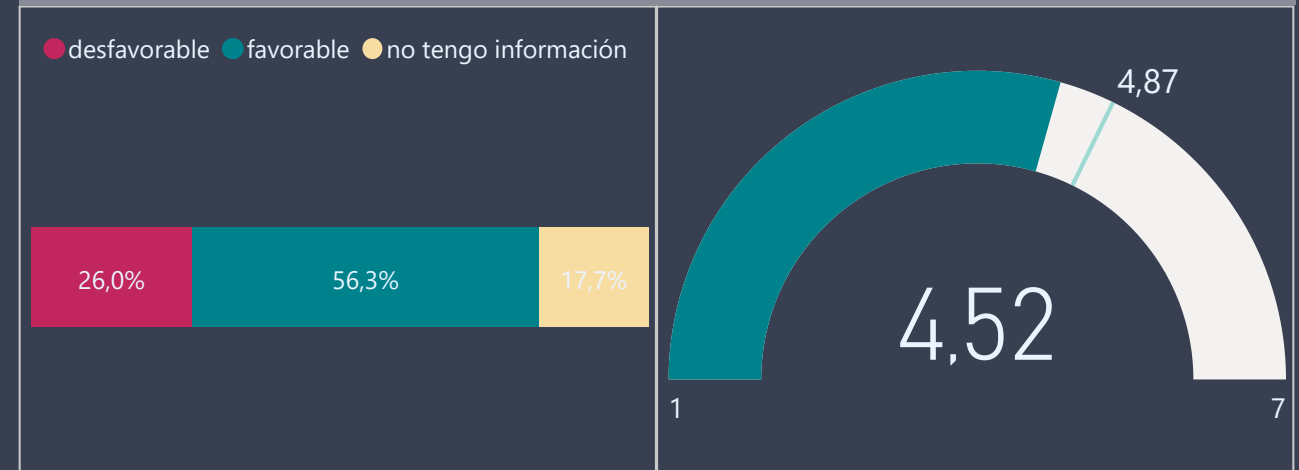 desfavorable favorable no tengo información
26,0% 56,3% 17,7%
4,87
4,52
1 7